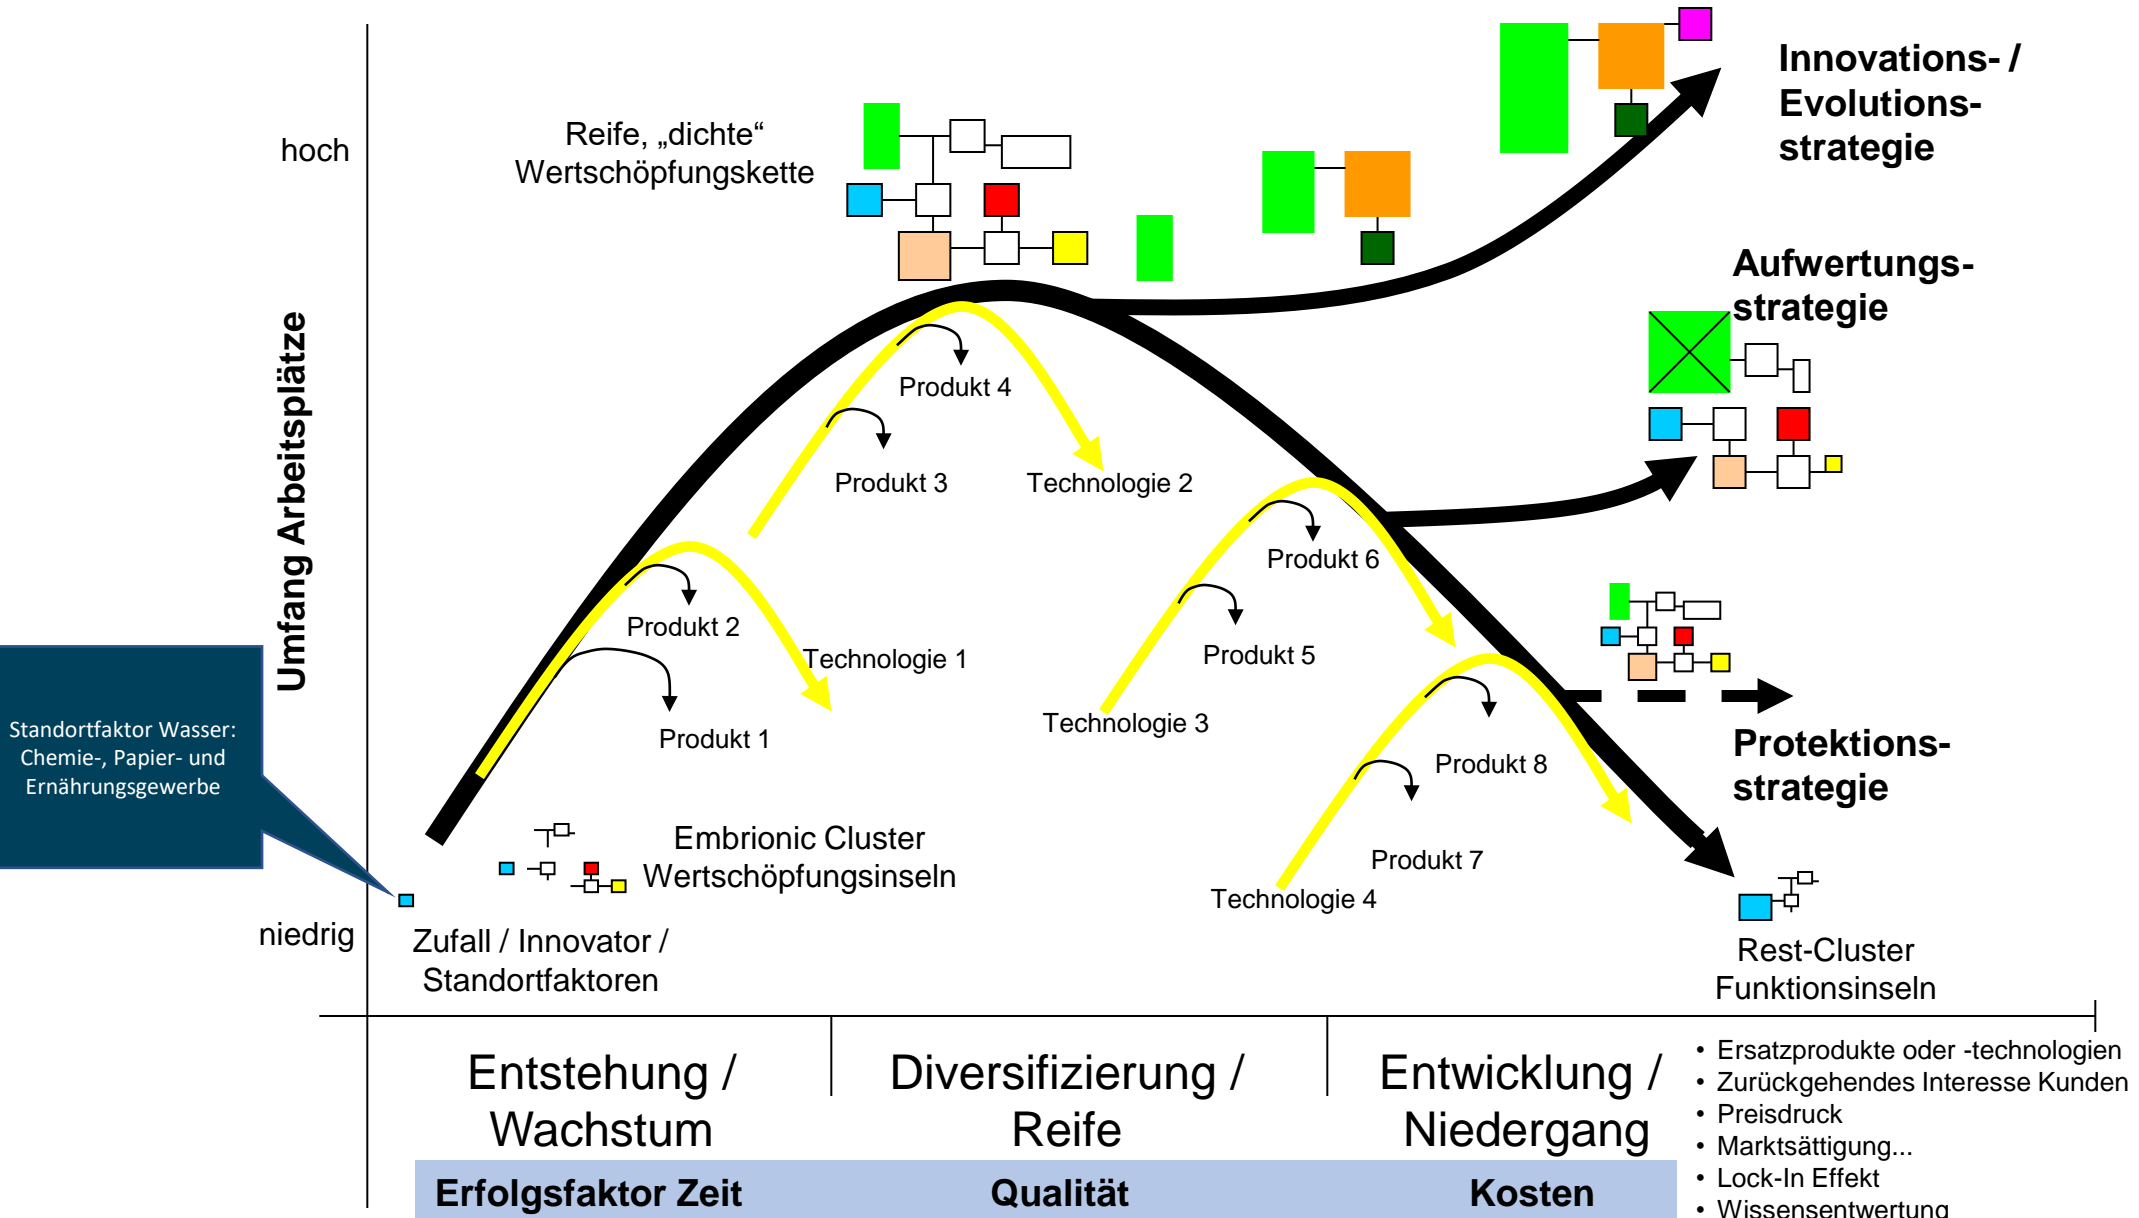 Innovations- /
Evolutions-
strategie
hoch
Reife, „dichte“
Wertschöpfungskette
Aufwertungs-
strategie
Umfang Arbeitsplätze
Produkt 4
Produkt 3
Technologie 2
Produkt 6
Produkt 2
Technologie 1
Produkt 5
Produkt 1
Technologie 3
Standortfaktor Wasser:
Chemie-, Papier- und
Ernährungsgewerbe
Protektions-
strategie
Produkt 8
Embrionic Cluster
Wertschöpfungsinseln
Produkt 7
Technologie 4
niedrig
Zufall / Innovator /
Standortfaktoren
Rest-Cluster
Funktionsinseln
Entstehung /
Wachstum
Diversifizierung /
Reife
Entwicklung /
Niedergang
• Ersatzprodukte oder -technologien
• Zurückgehendes Interesse Kunden
• Preisdruck
• Marktsättigung...
• Lock-In Effekt
• Wissensentwertung
Erfolgsfaktor Zeit
Qualität
Kosten